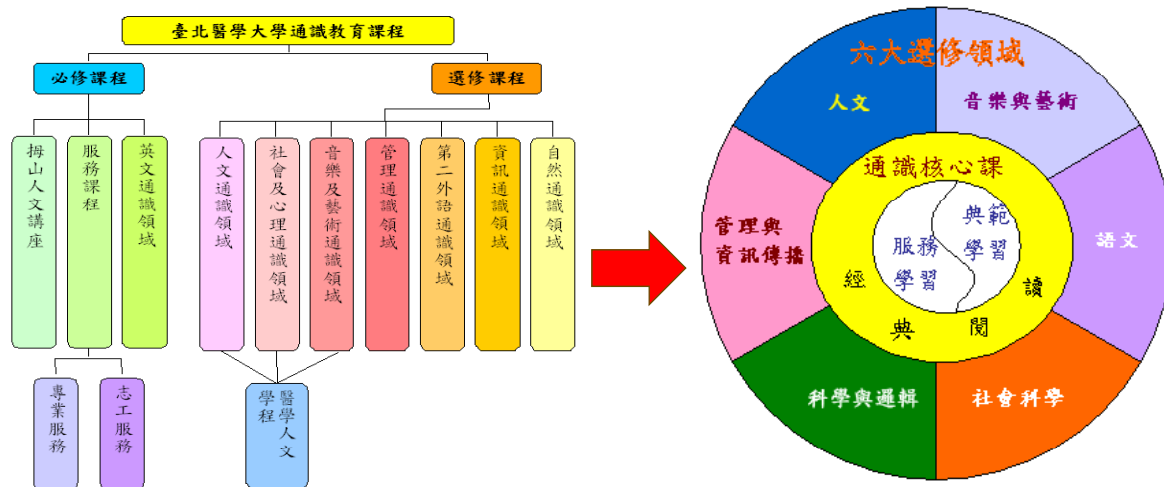 臺北醫學大學通識教育課程
必修課程
選修課程
拇山人文講座
服務課程
英文通識領域
人文通識領域
社會及心理通識領域
音樂及藝術通識領域
管理通識領域
第二外語通識領域
資訊通識領域
自然通識領域
專業服務
志工服務
醫學人文
學程
六大選修領域
人文
音樂與藝術
語文
社會科學
科學與邏輯
管理與
資訊傳播
通識核心課
經典閱讀
典範
學習
服務
學習